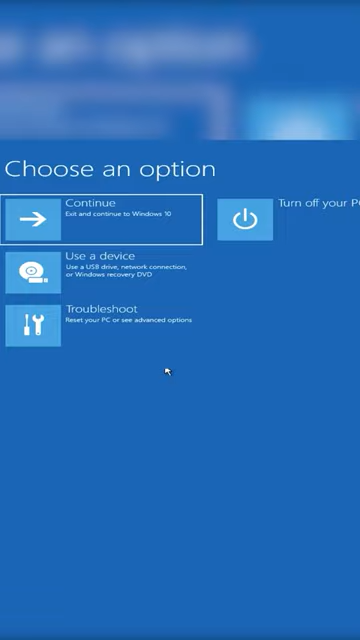 Choose an option
Continue
Exit and continue to Windows 10
Turn off your
Use a device
Use a USB drive, network connection,
or Windows recovery DVD
Troubleshoot
Reset your PC or see advanced options